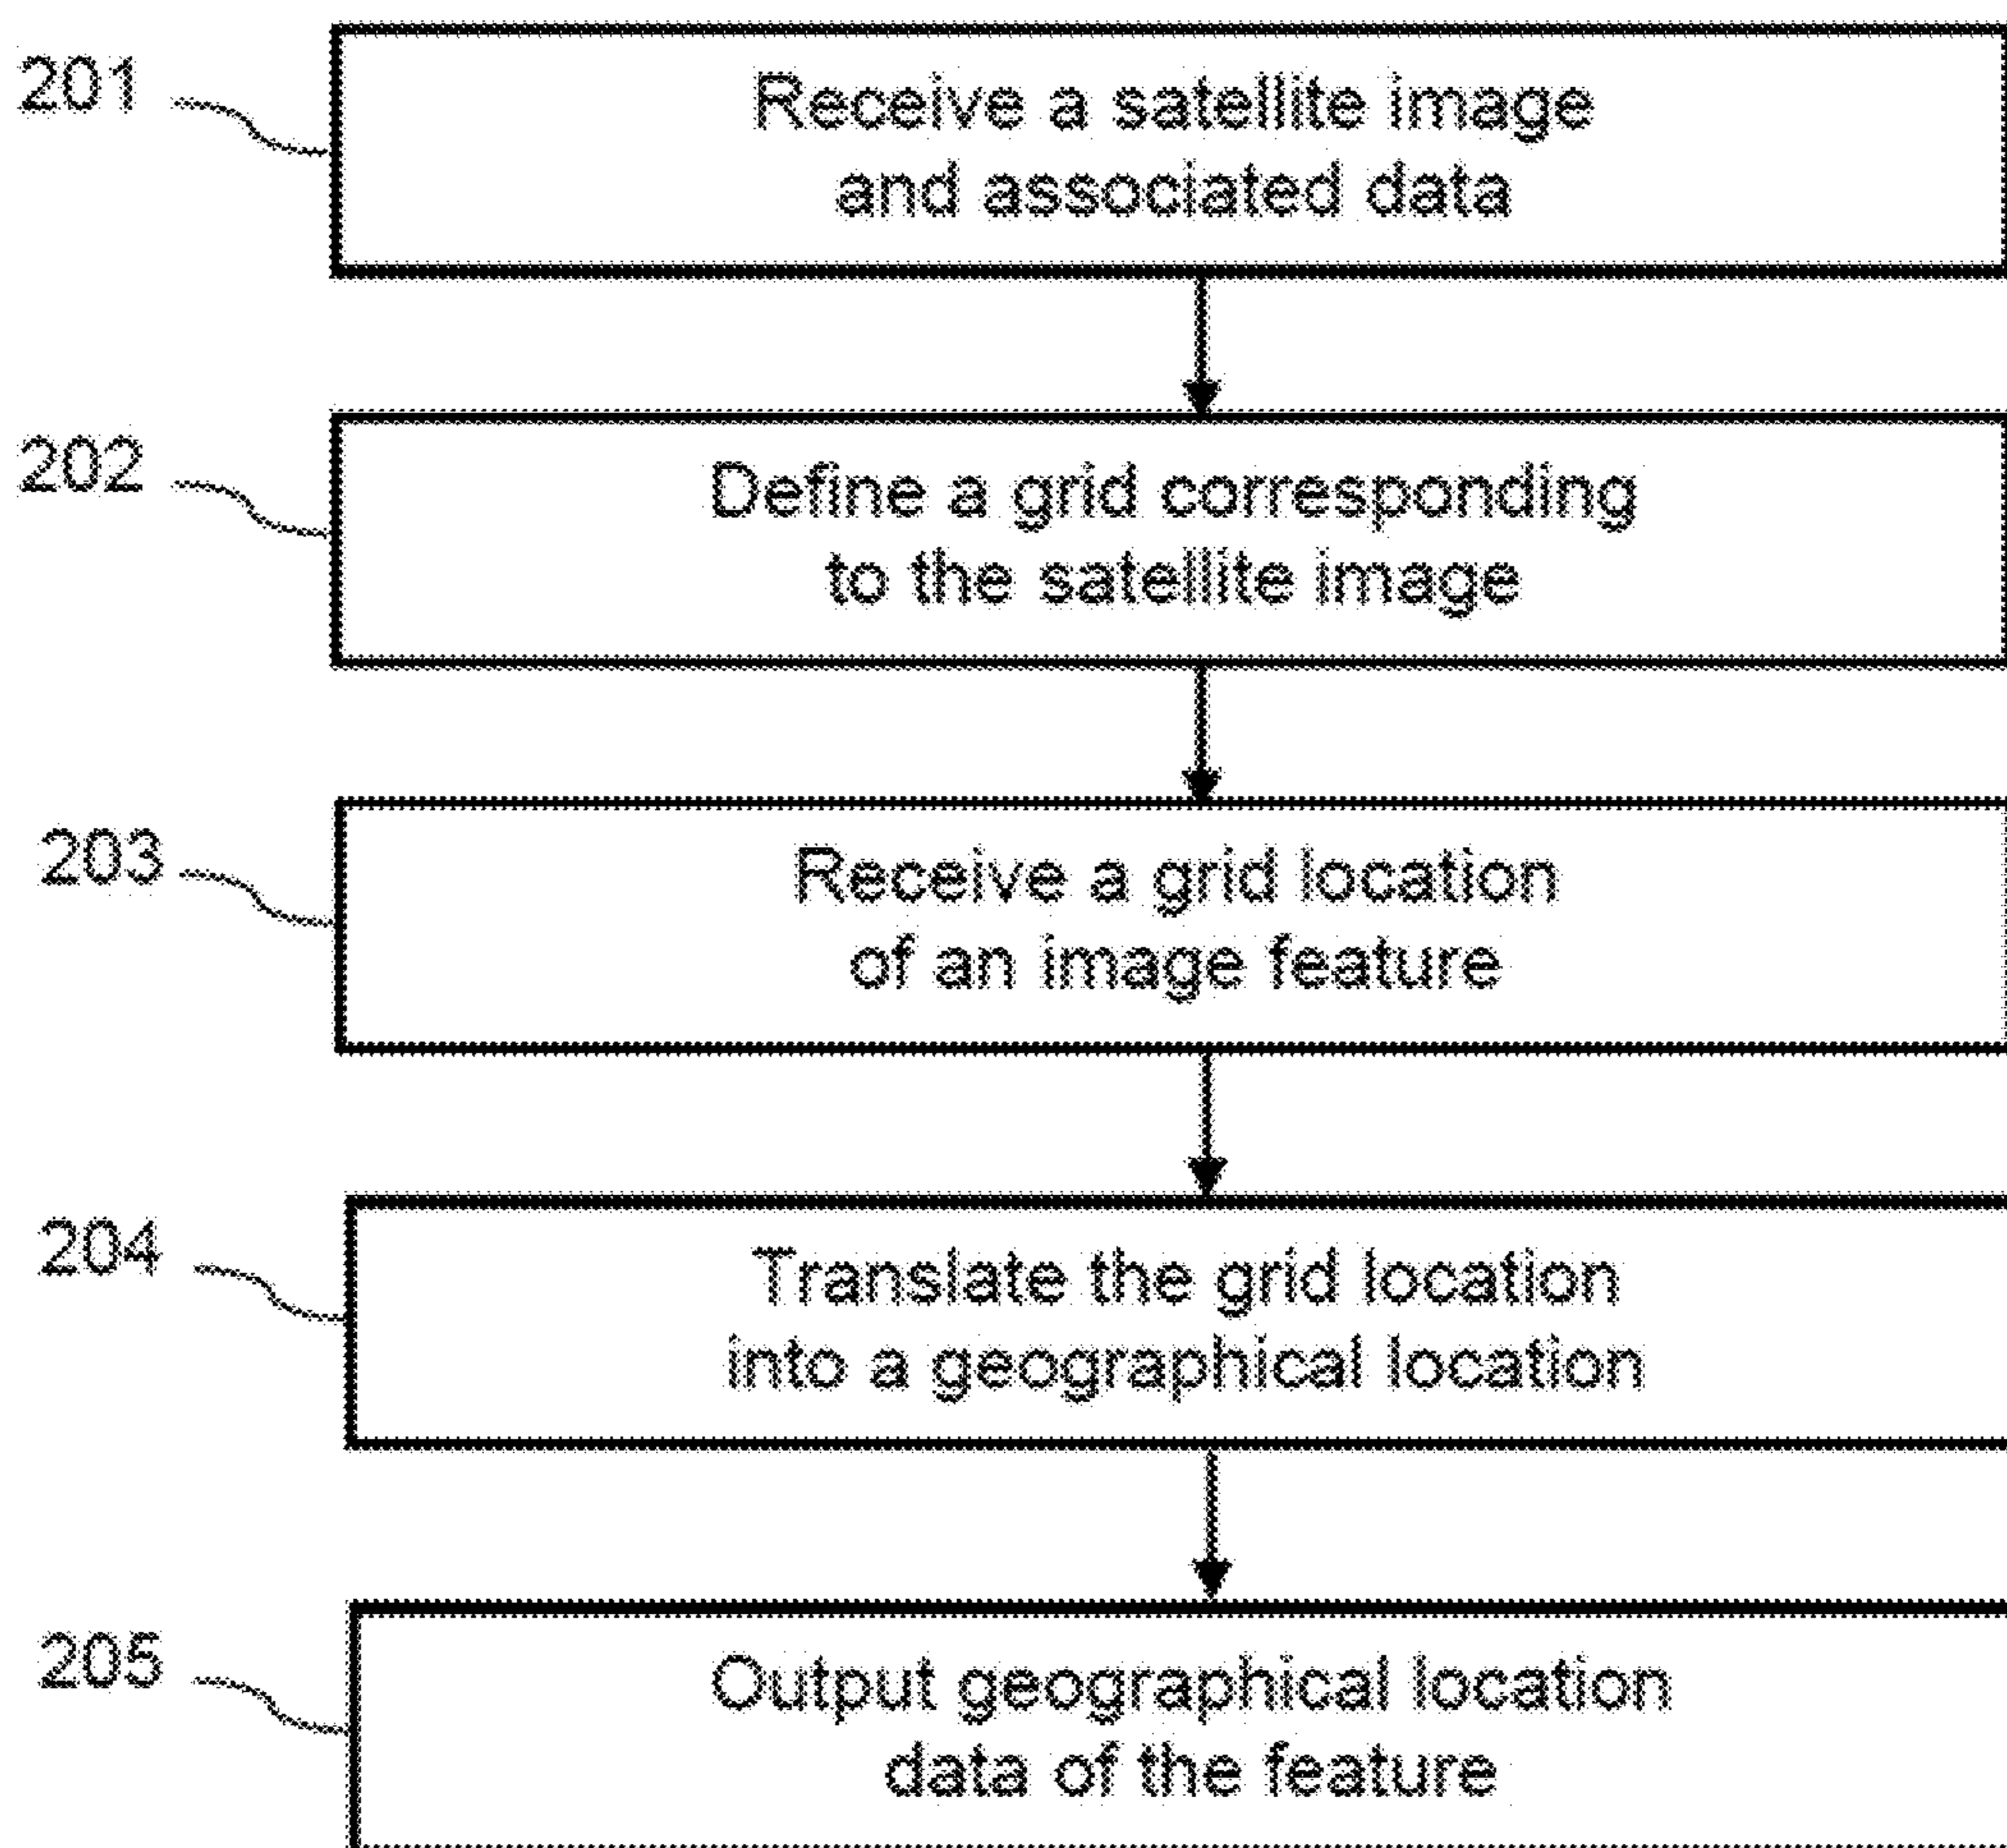 201
Receive a satellite image
and associated data
202
Define a grid corresponding
to the satellite image
203
Receive a grid location
of an image feature
204
Translate the grid location
into a geographical location
205
Output geographical location
data of the feature